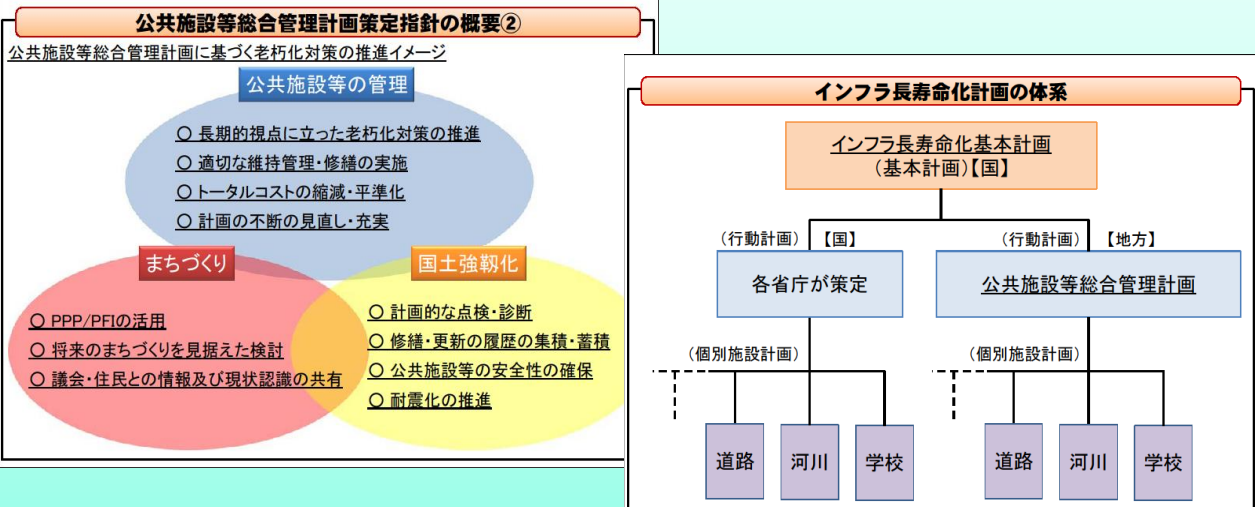 公共施設等総合管理計画策定指針の概要②
公共施設等総合管理計画に基づく老朽化対策の推進イメージ
公共施設等の管理
〇 長期的視点に立った老朽化対策の推進
〇 適切な維持管理・修繕の実施
〇 トータルコストの縮減・平準化
〇 計画の不断の見直し・充実
まちづくり
〇 PPP/PFIの活用
〇 将来のまちづくりを見据えた検討
〇 議会・住民との情報及び現状認識の共有
国土強靱化
〇 計画的な点検・診断
〇 修繕・更新の履歴の集積・蓄積
〇 公共施設等の安全性の確保
〇 耐震化の推進
インフラ長寿命化計画の体系
インフラ長寿命化基本計画
(基本計画)【国】
(行動計画) 【国】
各省庁が策定
(行動計画) 【地方】
公共施設等総合管理計画
(個別施設計画)
道路 河川 学校
(個別施設計画)
道路 河川 学校